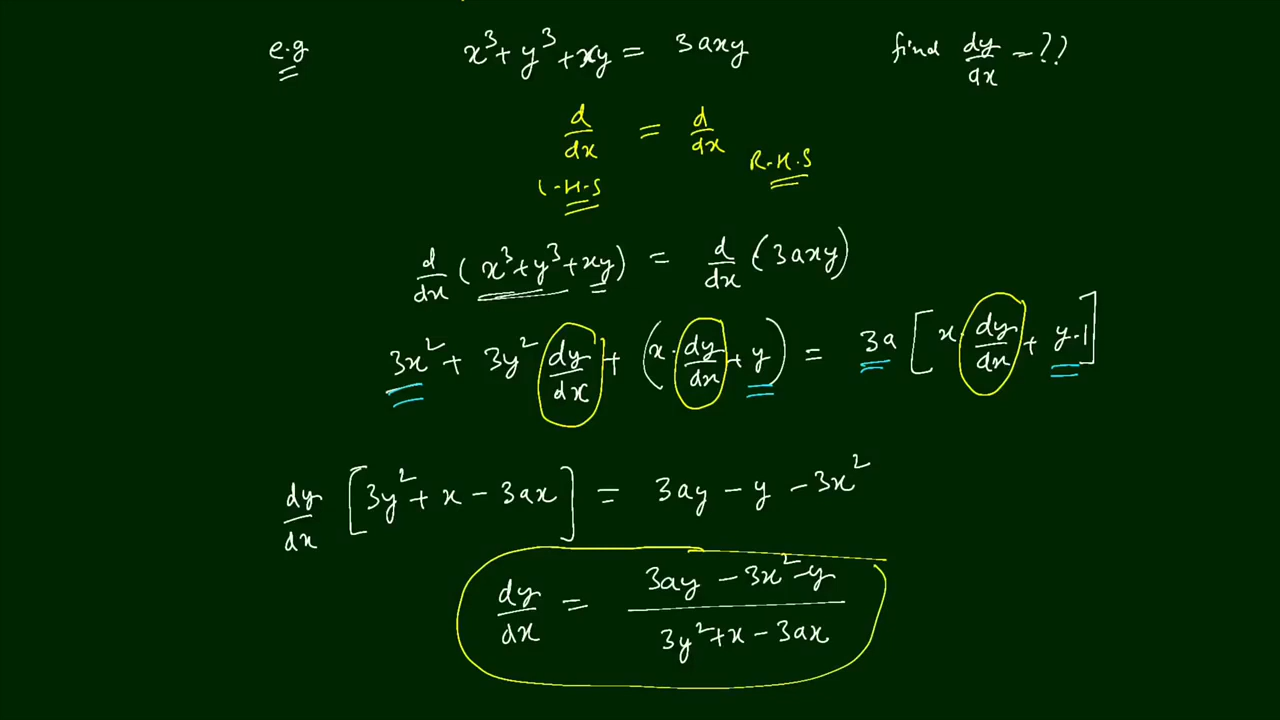 e.g x³ + y³ + xy = 3axy find dy/dx = ??
d/dx = d/dx
L-H-S R-H-S
d/dx (x³ + y³ + xy) = d/dx (3axy)
3x² + 3y² dy/dx + (x · dy/dx + y) = 3a [x · dy/dx + y·1]
dy/dx [3y² + x - 3ax] = 3ay - y - 3x²
dy/dx = (3ay - 3x² - y)/(3y² + x - 3ax)